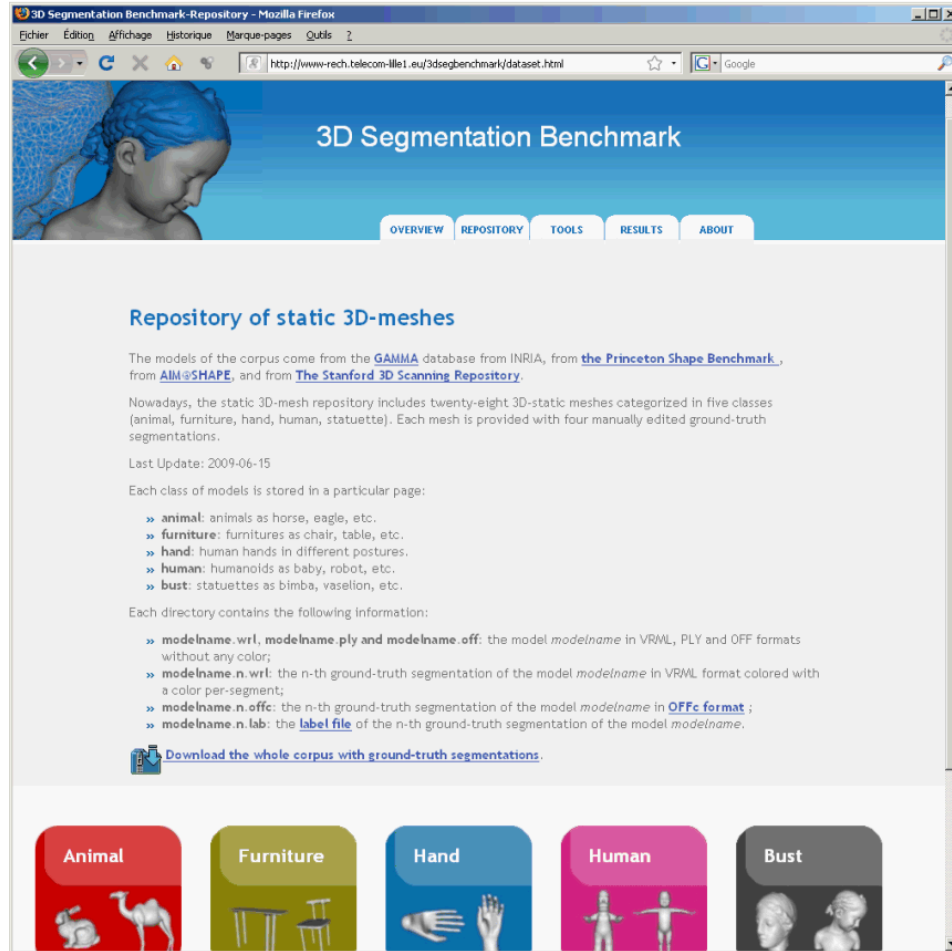 3D Segmentation Benchmark-Repository - Mozilla Firefox
Fichier Édition Affichage Historique Marque-pages Outils ?
http://www-rech.telecom-lille1.eu/3dsegbenchmark/dataset.html
Google
3D Segmentation Benchmark
OVERVIEW REPOSITORY TOOLS RESULTS ABOUT
Repository of static 3D-meshes
The models of the corpus come from the GAMMA database from INRIA, from the Princeton Shape Benchmark ,
from AIM@SHAPE, and from The Stanford 3D Scanning Repository.
Nowadays, the static 3D-mesh repository includes twenty-eight 3D-static meshes categorized in five classes
(animal, furniture, hand, human, statuette). Each mesh is provided with four manually edited ground-truth
segmentations.
Last Update: 2009-06-15
Each class of models is stored in a particular page:
» animal: animals as horse, eagle, etc.
» furniture: furnitures as chair, table, etc.
» hand: human hands in different postures.
» human: humanoids as baby, robot, etc.
» bust: statuettes as bimba, vaselion, etc.
Each directory contains the following information:
» modelname.wrl, modelname.ply and modelname.off: the model modelname in VRML, PLY and OFF formats
without any color;
» modelname.n.wrl: the n-th ground-truth segmentation of the model modelname in VRML format colored with
a color per-segment;
» modelname.n.offc: the n-th ground-truth segmentation of the model modelname in OFFc format ;
» modelname.n.lab: the label file of the n-th ground-truth segmentation of the model modelname.
Download the whole corpus with ground-truth segmentations.
Animal Furniture Hand Human Bust